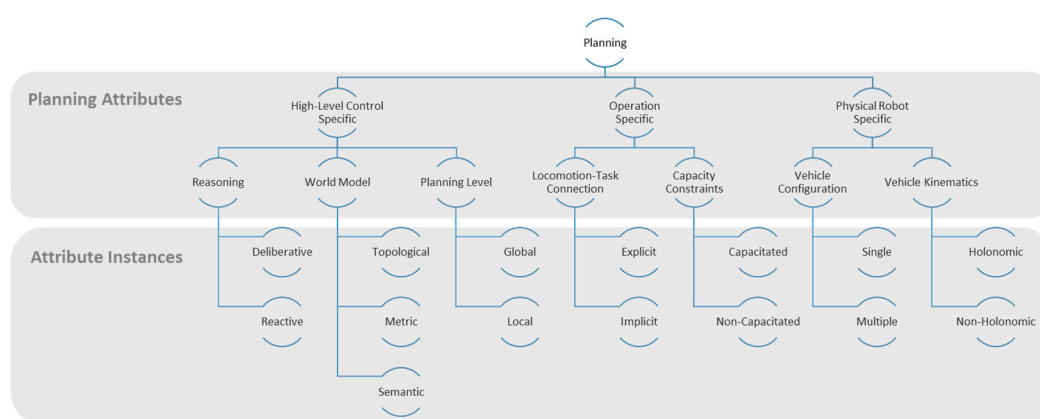 Planning
Planning Attributes
High-Level Control
Specific
Operation
Specific
Physical Robot
Specific
Reasoning
World Model
Planning Level
Locomotion-Task
Connection
Capacity
Constraints
Vehicle
Configuration
Vehicle Kinematics
Attribute Instances
Deliberative
Topological
Global
Explicit
Capacitated
Single
Holonomic
Reactive
Metric
Local
Implicit
Non-Capacitated
Multiple
Non-Holonomic
Semantic